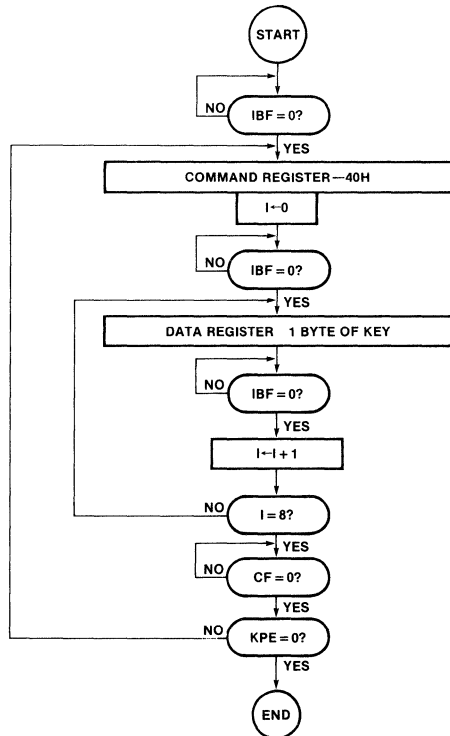 START
NO
IBF = 0?
YES
COMMAND REGISTER—40H
I←0
NO
IBF = 0?
YES
DATA REGISTER 1 BYTE OF KEY
NO
IBF = 0?
YES
I←I + 1
NO
I = 8?
YES
NO
CF = 0?
YES
NO
KPE = 0?
YES
END